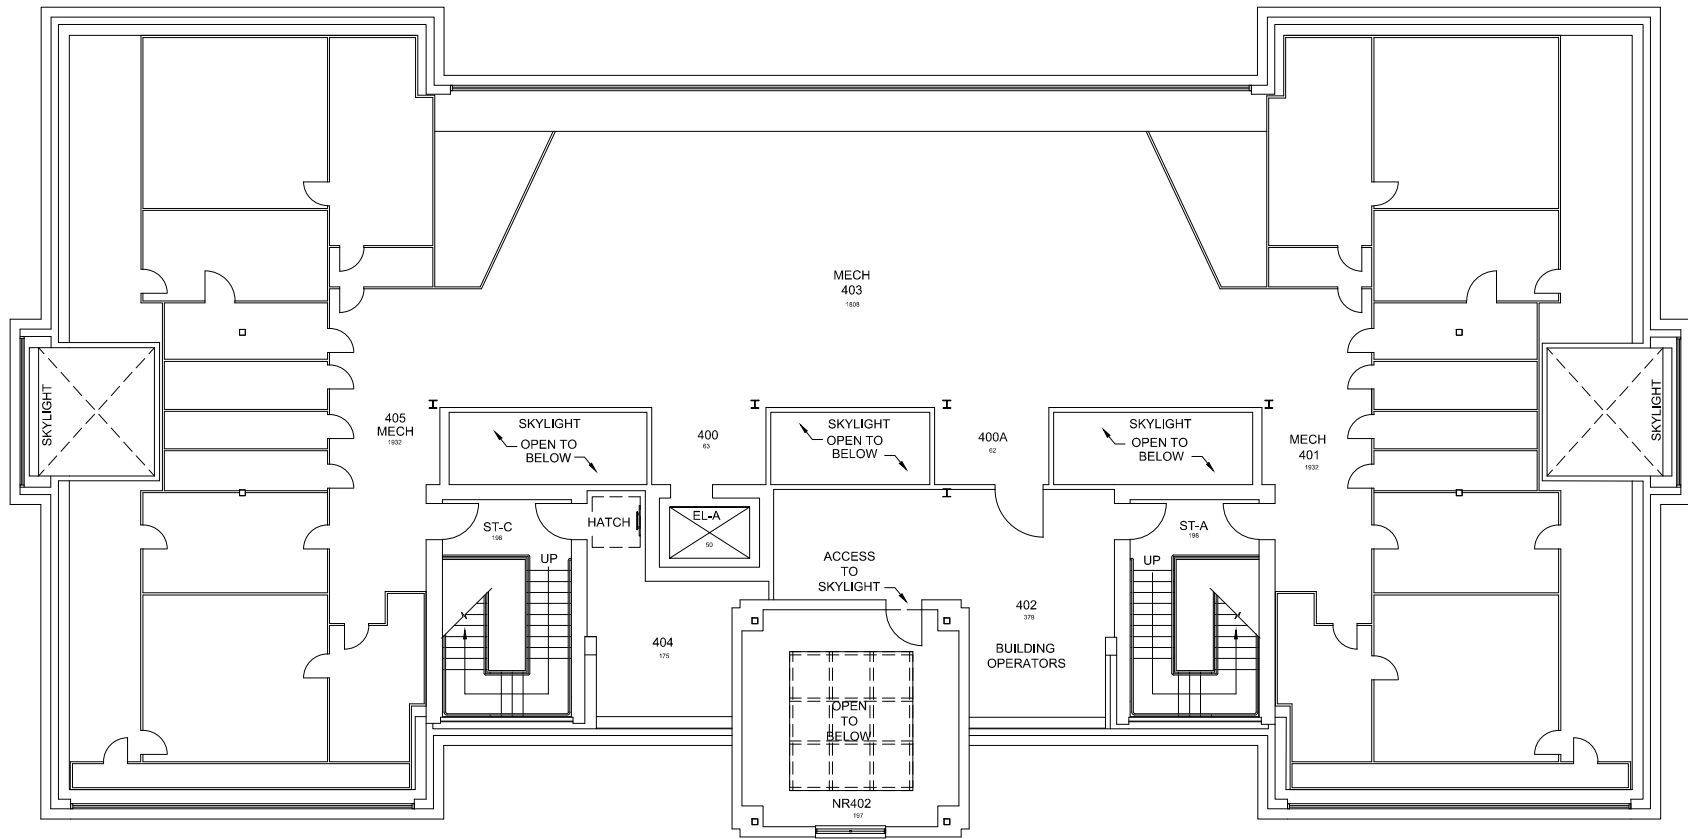 MECH
403
1808
SKYLIGHT
405
MECH
1932
SKYLIGHT
OPEN TO
BELOW
400
63
SKYLIGHT
OPEN TO
BELOW
400A
62
SKYLIGHT
OPEN TO
BELOW
MECH
401
1932
SKYLIGHT
ST-C
198
HATCH
EL-A
50
ST-A
198
UP
UP
ACCESS
TO
SKYLIGHT
402
379
BUILDING
OPERATORS
404
175
OPEN
TO
BELOW
NR402
197